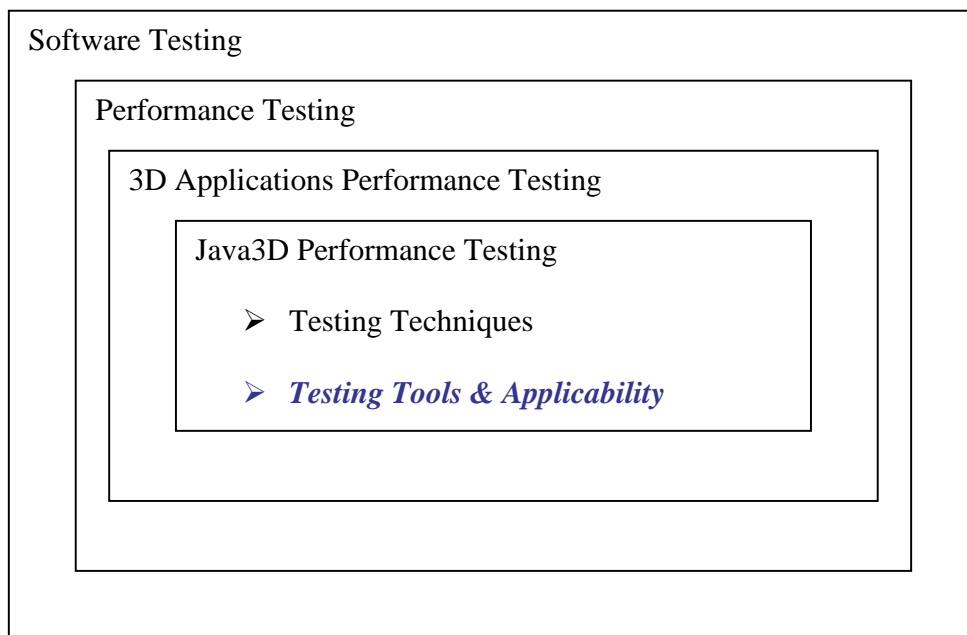 Software Testing
Performance Testing
3D Applications Performance Testing
Java3D Performance Testing
➢ Testing Techniques
➢ Testing Tools & Applicability